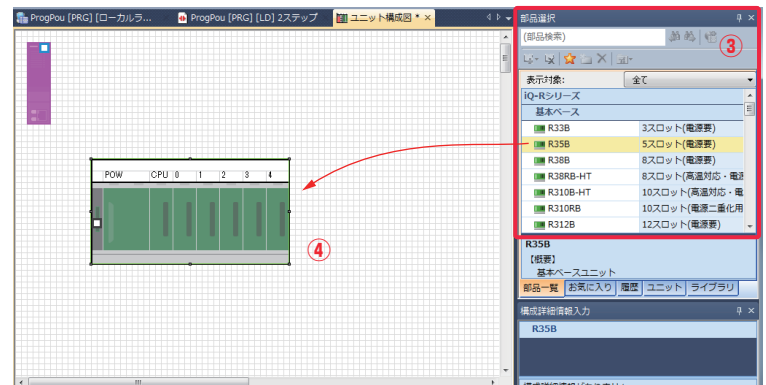 ProgPou [PRG] [ローカルラ...
ProgPou [PRG] [LD] 2ステップ
ユニット構成図 * ×
部品選択
(部品検索)
③
表示対象:
全て
iQ-Rシリーズ
基本ベース
R33B 3スロット(電源要)
R35B 5スロット(電源要)
R38B 8スロット(電源要)
R38RB-HT 8スロット(高温対応・電源
R310B-HT 10スロット(高温対応・電
R310RB 10スロット(電源二重化用
R312B 12スロット(電源要)
POW CPU 0 1 2 3 4
④
R35B
【概要】
基本ベースユニット
部品一覧 お気に入り 履歴 ユニット ライブラリ
構成詳細情報入力
R35B